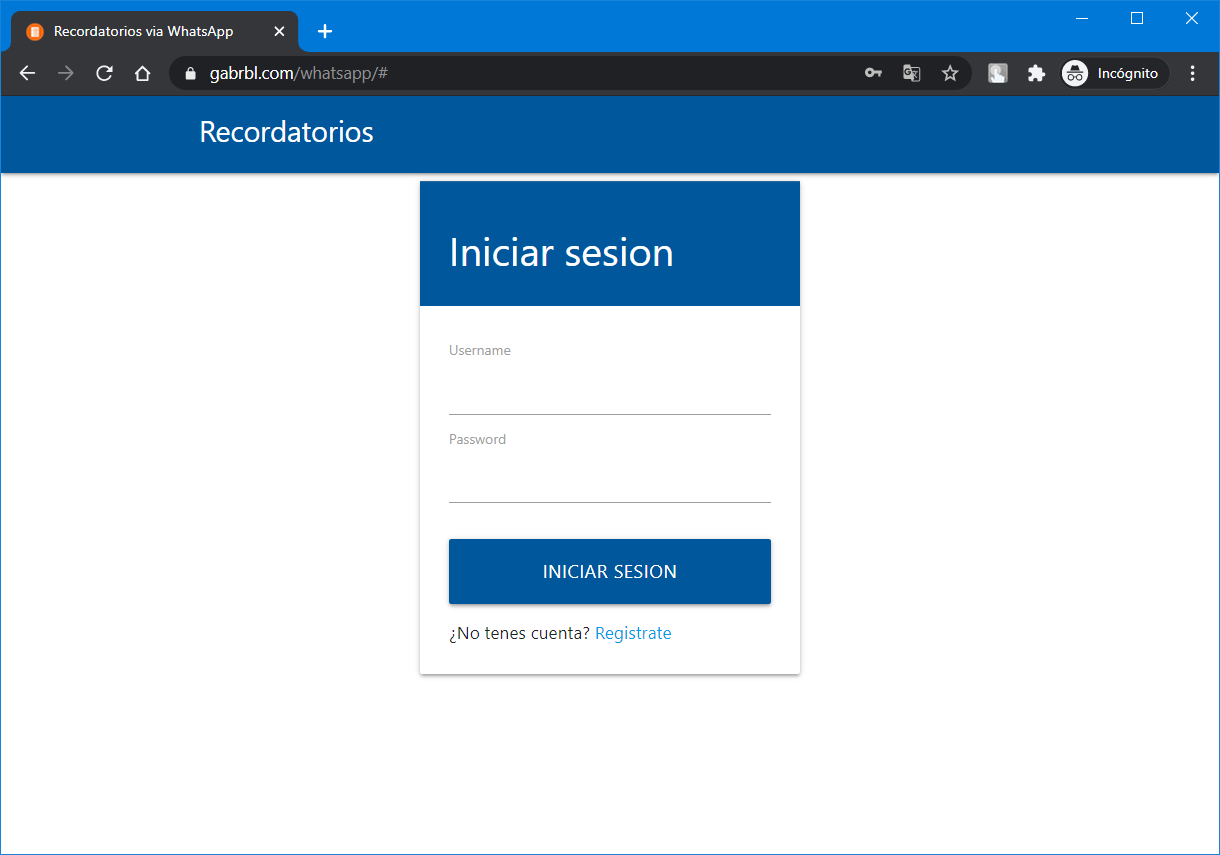 Recordatorios via WhatsApp
gabrbl.com/whatsapp/#
Incógnito
Recordatorios
Iniciar sesion
Username
Password
INICIAR SESION
¿No tenes cuenta? Registrate